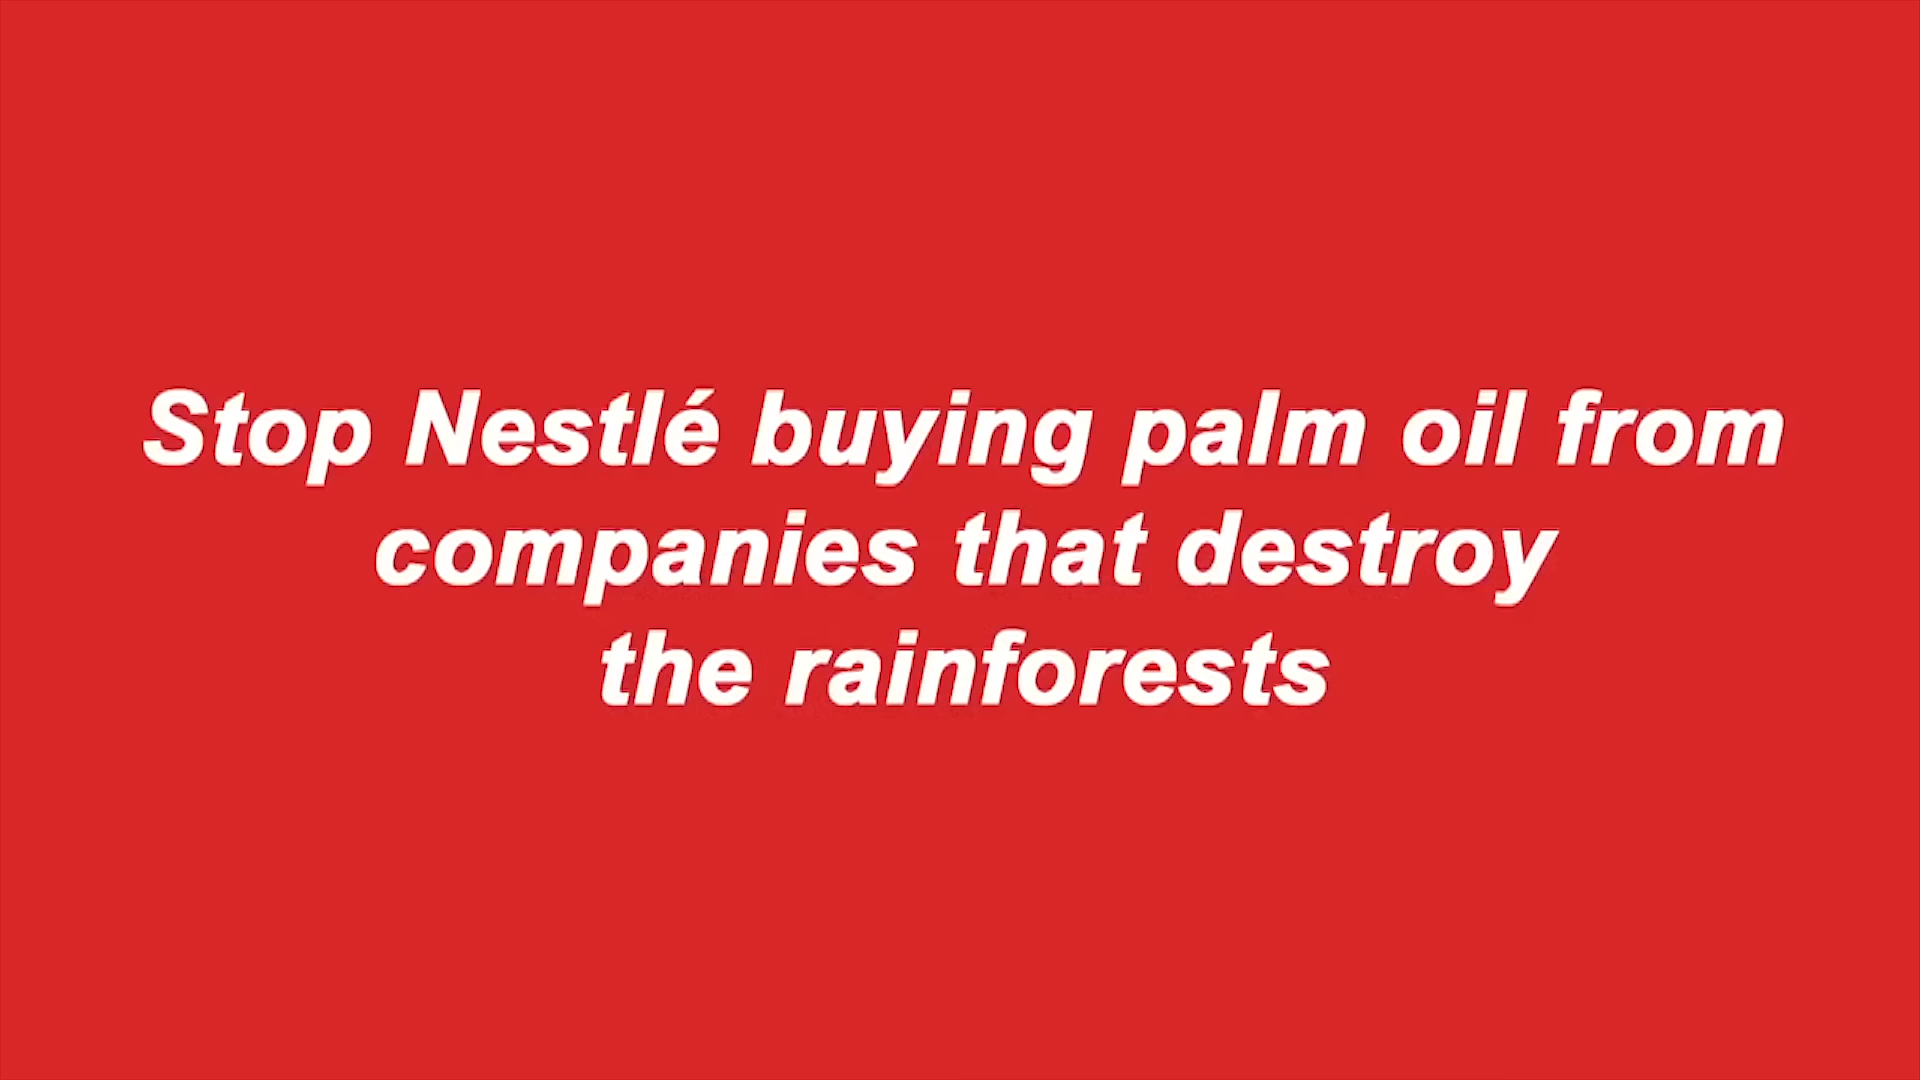 Stop Nestlé buying palm oil from
companies that destroy
the rainforests